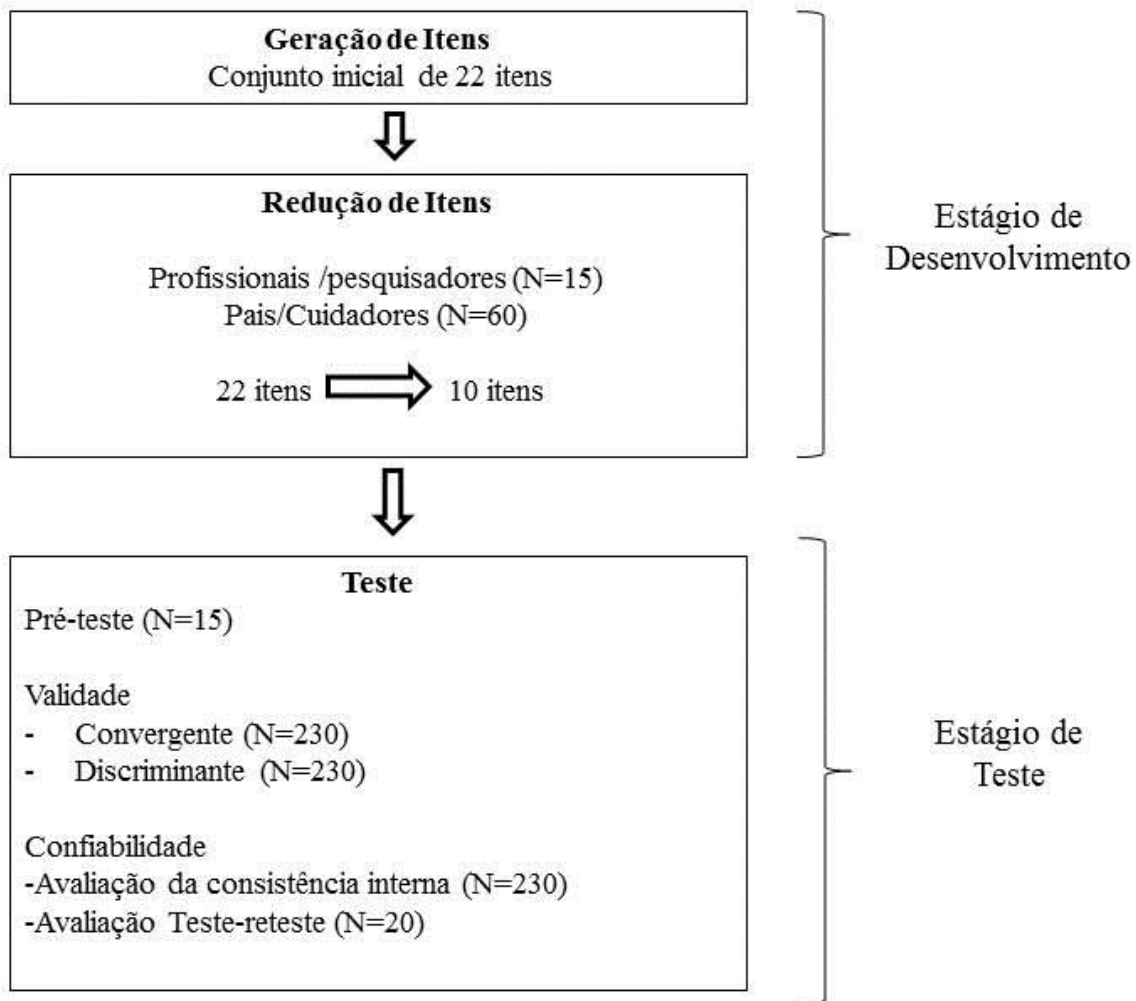 Geração de Itens
Conjunto inicial de 22 itens
Redução de Itens
Profissionais /pesquisadores (N=15)
Pais/Cuidadores (N=60)
22 itens 10 itens
Estágio de
Desenvolvimento
Teste
Pré-teste (N=15)
Validade
- Convergente (N=230)
- Discriminante (N=230)
Confiabilidade
-Avaliação da consistência interna (N=230)
-Avaliação Teste-reteste (N=20)
Estágio de
Teste